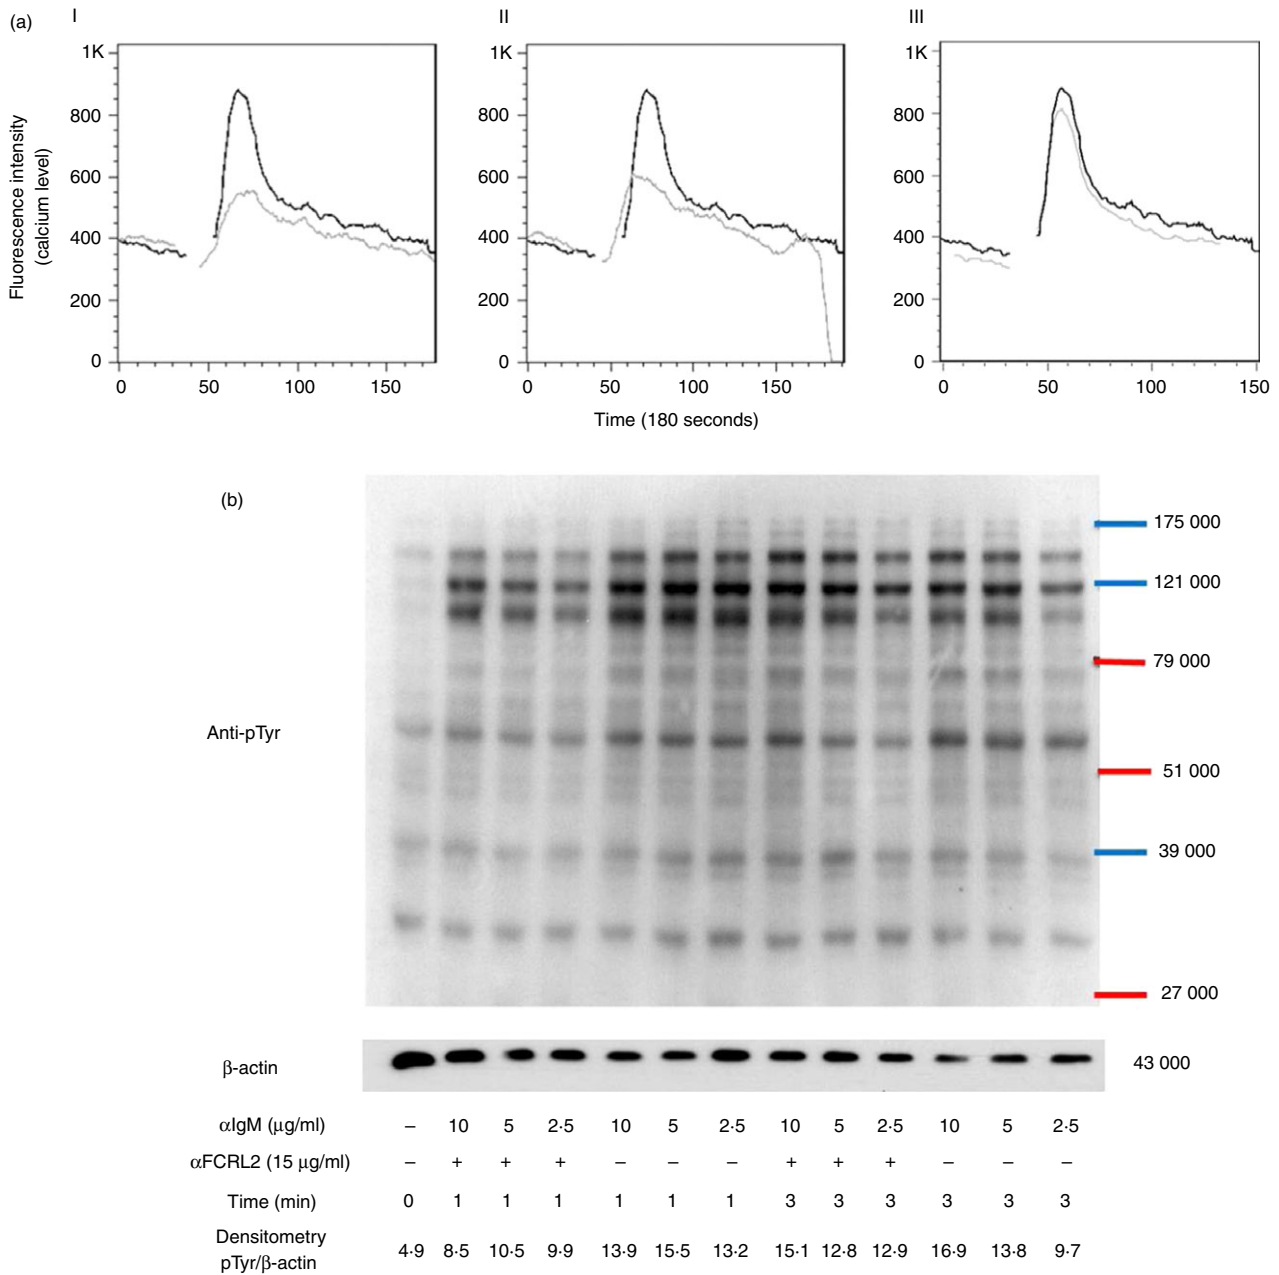 (a)
I
II
III
Fluorescence intensity
(calcium level)
1K
800
600
400
200
0
0 50 100 150
1K
800
600
400
200
0
0 50 100 150
1K
800
600
400
200
0
0 50 100 150
Time (180 seconds)
(b)
Anti-pTyr
175 000
121 000
79 000
51 000
39 000
27 000
β-actin
43 000
αIgM (μg/ml) – 10 5 2·5 10 5 2·5 10 5 2·5 10 5 2·5
αFCRL2 (15 μg/ml) – + + + – – – + + + – – –
Time (min) 0 1 1 1 1 1 1 3 3 3 3 3 3
Densitometry
pTyr/β-actin 4·9 8·5 10·5 9·9 13·9 15·5 13·2 15·1 12·8 12·9 16·9 13·8 9·7